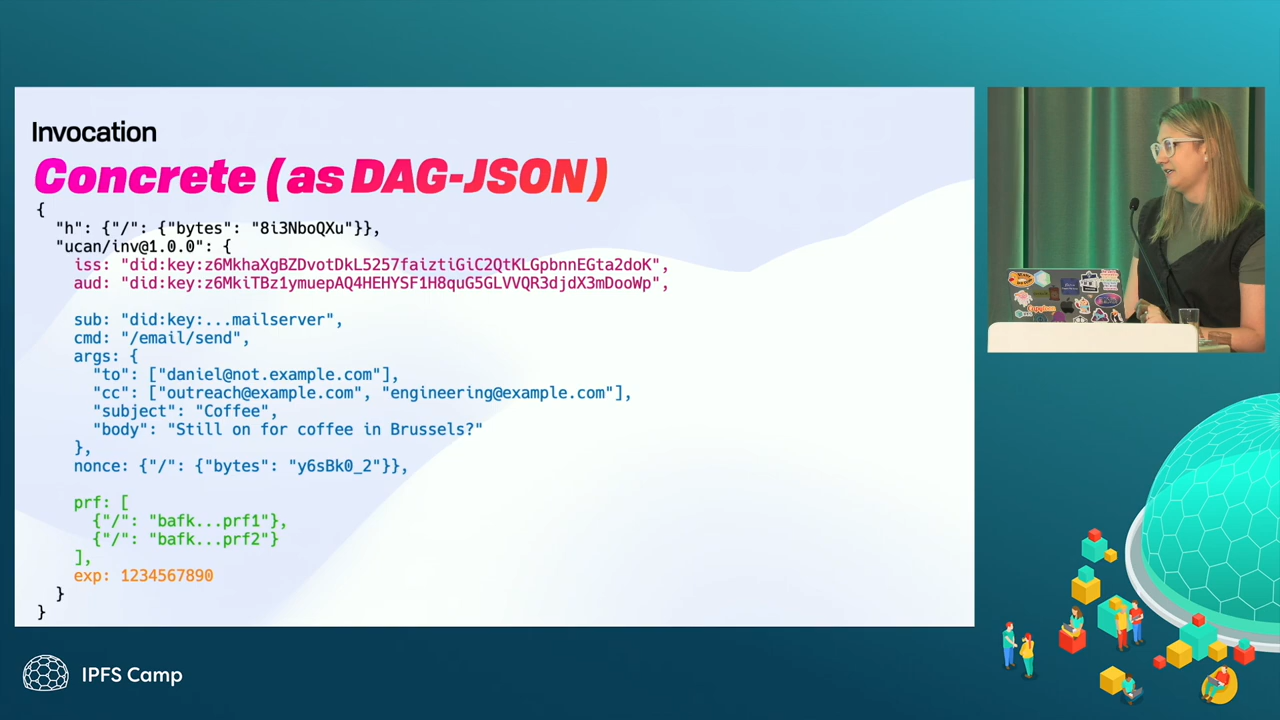 Invocation
Concrete (as DAG-JSON)
{
"h": {"/": {"bytes": "8i3NboQXu"}},
"ucan/inv@1.0.0": {
iss: "did:key:z6MkhaXgBZDvotDkL5257faiztiGiC2QtKLGpbnnEGta2doK",
aud: "did:key:z6MkiTBz1ymuepAQ4HEHYSF1H8quG5GLVVQR3djdX3mDooWp",
sub: "did:key:...mailserver",
cmd: "/email/send",
args: {
"to": ["daniel@not.example.com"],
"cc": ["outreach@example.com", "engineering@example.com"],
"subject": "Coffee",
"body": "Still on for coffee in Brussels?"
},
nonce: {"/": {"bytes": "y6sBk0_2"}},
prf: [
{"/": "bafk...prf1"},
{"/": "bafk...prf2"}
],
exp: 1234567890
}
}
IPFS Camp